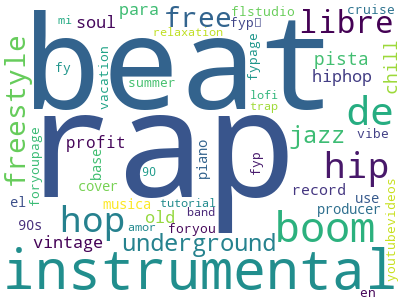 mi soul para free flstudio cruise
relaxation fyp libre
beat
fy vacation summer fypage pista chill
hiphop
freestyle foryoupage rap de
lofi vibe
profit base 90 trap piano jazz
cover fyp hip
el musica tutorial record use
hop old band producer boom
90s amor foryou
vintage underground youtubevideos
instrumental
en